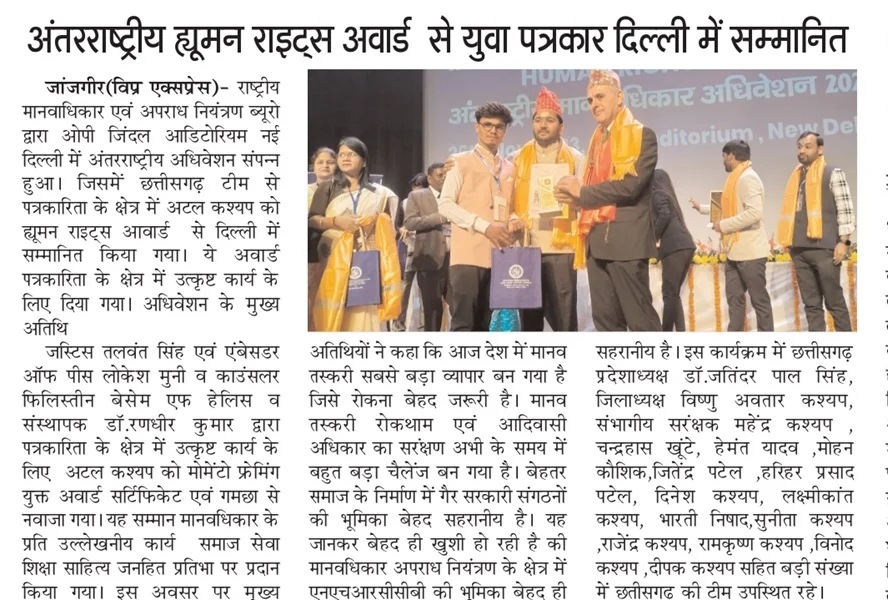 अंतरराष्ट्रीय ह्यूमन राइट्स अवार्ड से युवा पत्रकार दिल्ली में सम्मानित
जांजगीर(विप्र एक्सप्रेस)- राष्ट्रीय
मानवाधिकार एवं अपराध नियंत्रण ब्यूरो
द्वारा ओपी जिंदल आडिटोरियम नई
दिल्ली में अंतरराष्ट्रीय अधिवेशन संपन्न
हुआ। जिसमें छत्तीसगढ़ टीम से
पत्रकारिता के क्षेत्र में अटल कश्यप को
ह्यूमन राइट्स आवार्ड से दिल्ली में
सम्मानित किया गया। ये अवार्ड
पत्रकारिता के क्षेत्र में उत्कृष्ट कार्य के
लिए दिया गया। अधिवेशन के मुख्य
अतिथि
जस्टिस तलवंत सिंह एवं एंबेसडर
ऑफ पीस लोकेश मुनी व काउंसलर
फिलिस्तीन बेसेम एफ हेलिस व
संस्थापक डॉ.रणधीर कुमार द्वारा
पत्रकारिता के क्षेत्र में उत्कृष्ट कार्य के
लिए अटल कश्यप को मोमेंटो फ्रेमिंग
युक्त अवार्ड सर्टिफिकेट एवं गमछा से
नवाजा गया। यह सम्मान मानवधिकार के
प्रति उल्लेखनीय कार्य समाज सेवा
शिक्षा साहित्य जनहित प्रतिभा पर प्रदान
किया गया। इस अवसर पर मुख्य
HUMAN
अंतर्राष्ट्रीय मानवाधिकार अधिवेशन 202
Auditorium , New Del
अतिथियों ने कहा कि आज देश में मानव
तस्करी सबसे बड़ा व्यापार बन गया है
जिसे रोकना बेहद जरूरी है। मानव
तस्करी रोकथाम एवं आदिवासी
अधिकार का सरंक्षण अभी के समय में
बहुत बड़ा चैलेंज बन गया है। बेहतर
समाज के निर्माण में गैर सरकारी संगठनों
की भूमिका बेहद सहरानीय है। यह
जानकर बेहद ही खुशी हो रही है की
मानवधिकार अपराध नियंत्रण के क्षेत्र में
एनएचआरसीसीबी की भूमिका बेहद ही
सहरानीय है। इस कार्यक्रम में छत्तीसगढ़
प्रदेशाध्यक्ष डॉ.जतिंदर पाल सिंह,
जिलाध्यक्ष विष्णु अवतार कश्यप,
संभागीय सरंक्षक महेंद्र कश्यप ,
चन्द्रहास खूंटे, हेमंत यादव ,मोहन
कौशिक,जितेंद्र पटेल ,हरिहर प्रसाद
पटेल, दिनेश कश्यप, लक्ष्मीकांत
कश्यप, भारती निषाद,सुनीता कश्यप
,राजेंद्र कश्यप, रामकृष्ण कश्यप ,विनोद
कश्यप ,दीपक कश्यप सहित बड़ी संख्या
में छत्तीसगढ़ की टीम उपस्थित रहे।